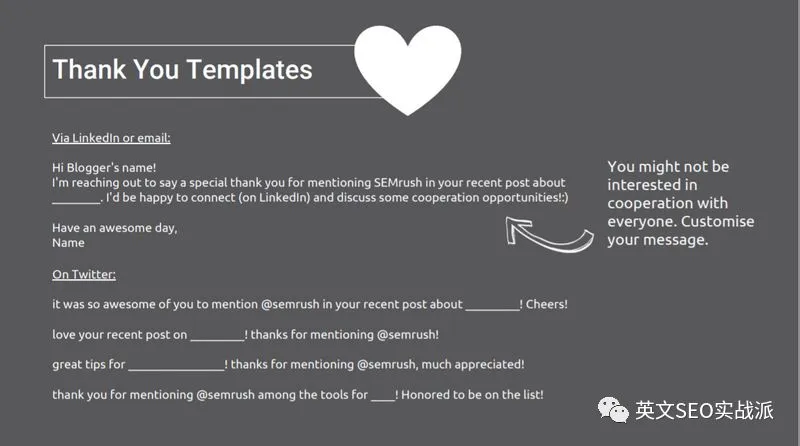 Thank You Templates
Via LinkedIn or email:
Hi Blogger's name!
I'm reaching out to say a special thank you for mentioning SEMrush in your recent post about
________. I'd be happy to connect (on LinkedIn) and discuss some cooperation opportunities!:)
Have an awesome day,
Name
On Twitter:
it was so awesome of you to mention @semrush in your recent post about _________! Cheers!
love your recent post on _________! thanks for mentioning @semrush!
great tips for ________________! thanks for mentioning @semrush, much appreciated!
thank you for mentioning @semrush among the tools for ____! Honored to be on the list!
You might not be
interested in
cooperation with
everyone. Customise
your message.
英文SEO实战派